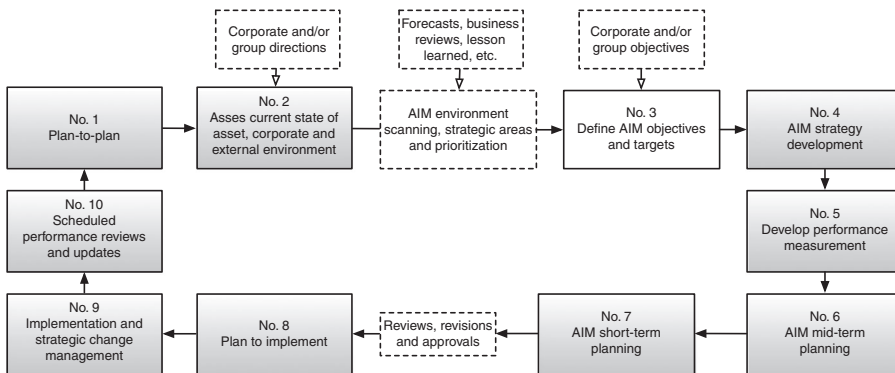 Corporate and/or
group directions
Forecasts, business
reviews, lesson
learned, etc.
Corporate and/or
group objectives
No. 1
Plan-to-plan
No. 2
Asses current state of
asset, corporate and
external environment
AIM environment
scanning, strategic areas
and prioritization
No. 3
Define AIM objectives
and targets
No. 4
AIM strategy
development
No. 10
Scheduled
performance reviews
and updates
No. 5
Develop performance
measurement
No. 9
Implementation and
strategic change
management
No. 8
Plan to implement
Reviews, revisions
and approvals
No. 7
AIM short-term
planning
No. 6
AIM mid-term
planning